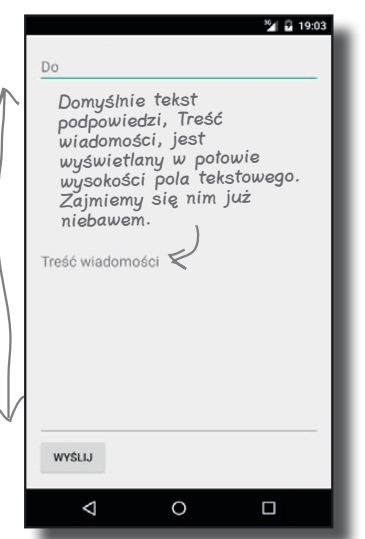 3G 19:03
Do
Domyślnie tekst
podpowiedzi, Treść
wiadomości, jest
wyświetlany w połowie
wysokości pola tekstowego.
Zajmiemy się nim już
niebawem.
Treść wiadomości
WYŚLIJ